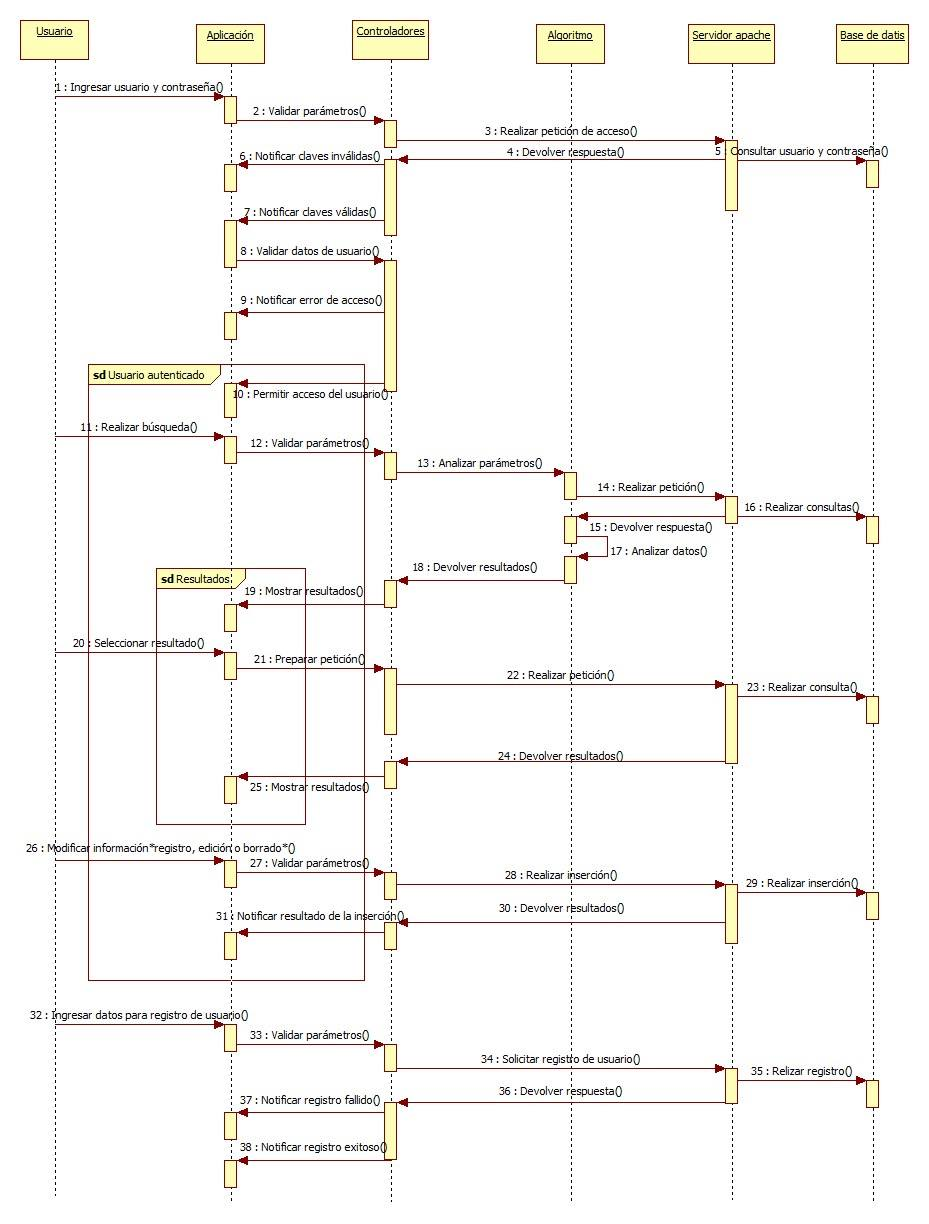 Usuario
Aplicación
Controladores
Algoritmo
Servidor apache
Base de datis
1 : Ingresar usuario y contraseña()
2 : Validar parámetros()
3 : Realizar petición de acceso()
4 : Devolver respuesta()
5 : Consultar usuario y contraseña()
6 : Notificar claves inválidas()
7 : Notificar claves válidas()
8 : Validar datos de usuario()
9 : Notificar error de acceso()
sd Usuario autenticado
10 : Permitir acceso del usuario()
11 : Realizar búsqueda()
12 : Validar parámetros()
13 : Analizar parámetros()
14 : Realizar petición()
16 : Realizar consultas()
15 : Devolver respuesta()
17 : Analizar datos()
18 : Devolver resultados()
sd Resultados
19 : Mostrar resultados()
20 : Seleccionar resultado()
21 : Preparar petición()
22 : Realizar petición()
23 : Realizar consulta()
24 : Devolver resultados()
25 : Mostrar resultados()
26 : Modificar información*registro, edición o borrado*()
27 : Validar parámetros()
28 : Realizar inserción()
29 : Realizar inserción()
30 : Devolver resultados()
31 : Notificar resultado de la inserción()
32 : Ingresar datos para registro de usuario()
33 : Validar parámetros()
34 : Solicitar registro de usuario()
35 : Relizar registro()
36 : Devolver respuesta()
37 : Notificar registro fallido()
38 : Notificar registro exitoso()